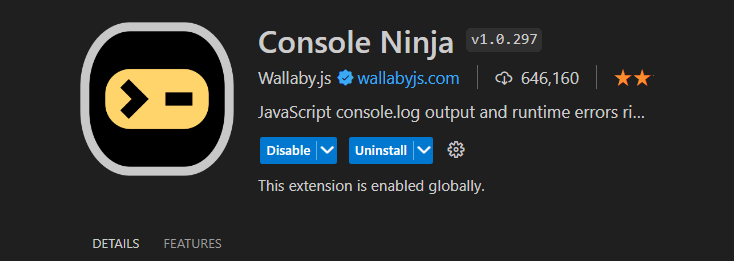 Console Ninja v1.0.297
Wallaby.js wallabyjs.com 646,160
JavaScript console.log output and runtime errors ri...
Disable Uninstall
This extension is enabled globally.
DETAILS FEATURES